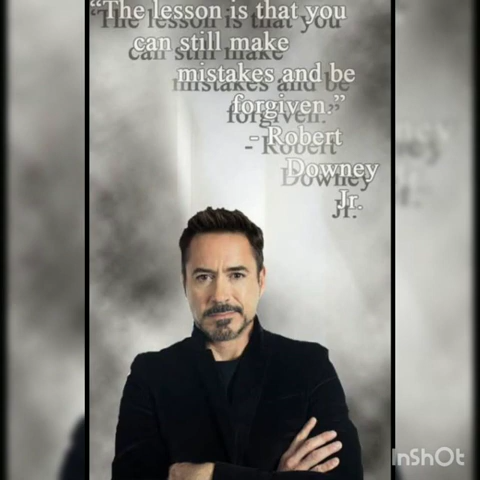 “The lesson is that you
can still make
mistakes and be
forgiven.”
- Robert
Downey
Jr.
InShOt